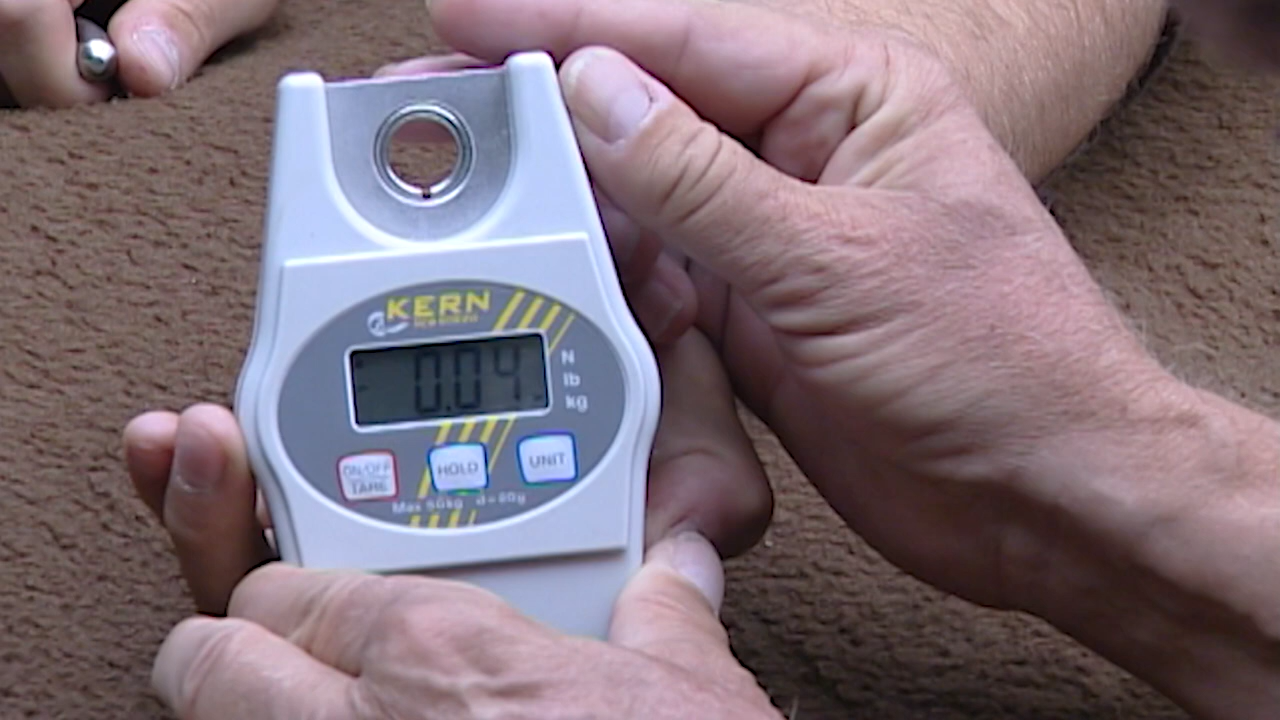 KERN
0.04
N
lb
kg
ON/OFF
TARE
HOLD
UNIT
Max 50kg d=20g